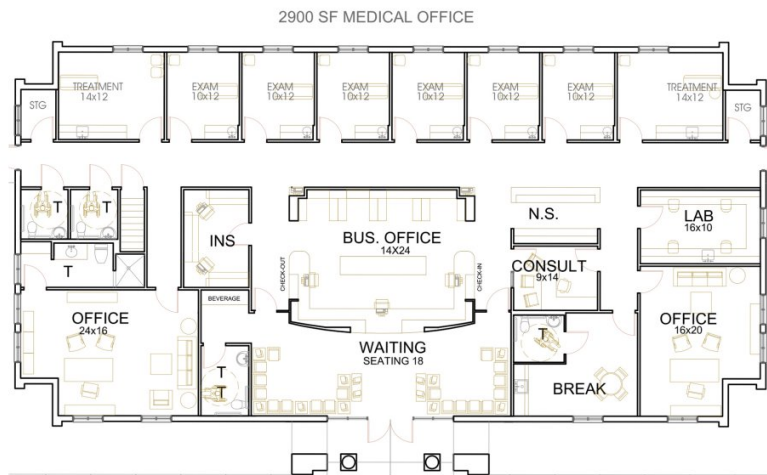 2900 SF MEDICAL OFFICE
STG
TREATMENT
14x12
EXAM
10x12
EXAM
10x12
EXAM
10x12
EXAM
10x12
EXAM
10x12
EXAM
10x12
TREATMENT
14x12
STG
T
T
T
INS
BUS. OFFICE
14X24
CHECK-OUT
CHECK-IN
N.S.
CONSULT
9x14
LAB
16x10
OFFICE
24x16
BEVERAGE
T
T
WAITING
SEATING 18
T
BREAK
OFFICE
16x20